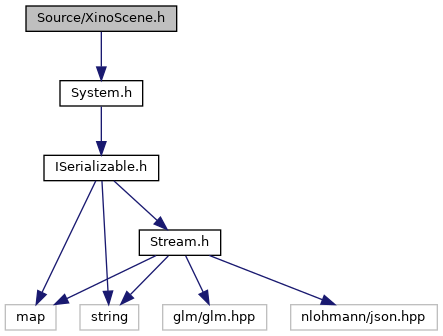 Source/XinoScene.h
System.h
ISerializable.h
Stream.h
map
string
glm/glm.hpp
nlohmann/json.hpp